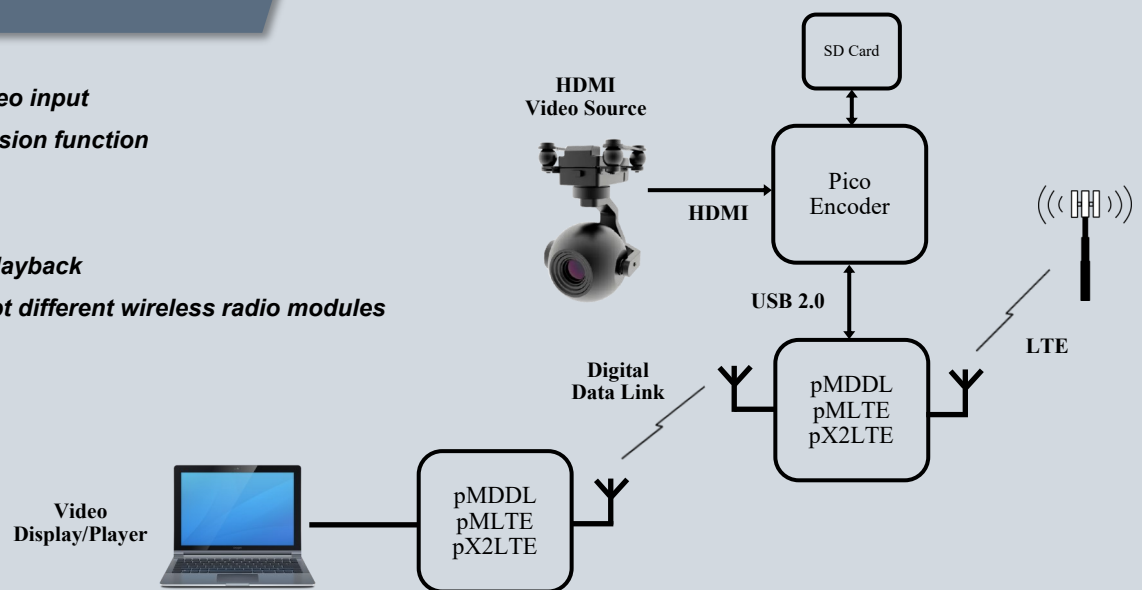 eo input
sion function
layback
t different wireless radio modules
SD Card
HDMI
Video Source
Pico
Encoder
HDMI
USB 2.0
LTE
Digital
Data Link
pMDDL
pMLTE
pX2LTE
pMDDL
pMLTE
pX2LTE
Video
Display/Player